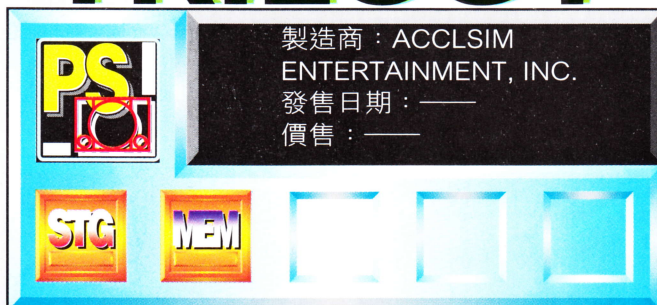 PS
製造商：ACCLSIM
ENTERTAINMENT, INC.
發售日期：——
價售：——
STG
MEM